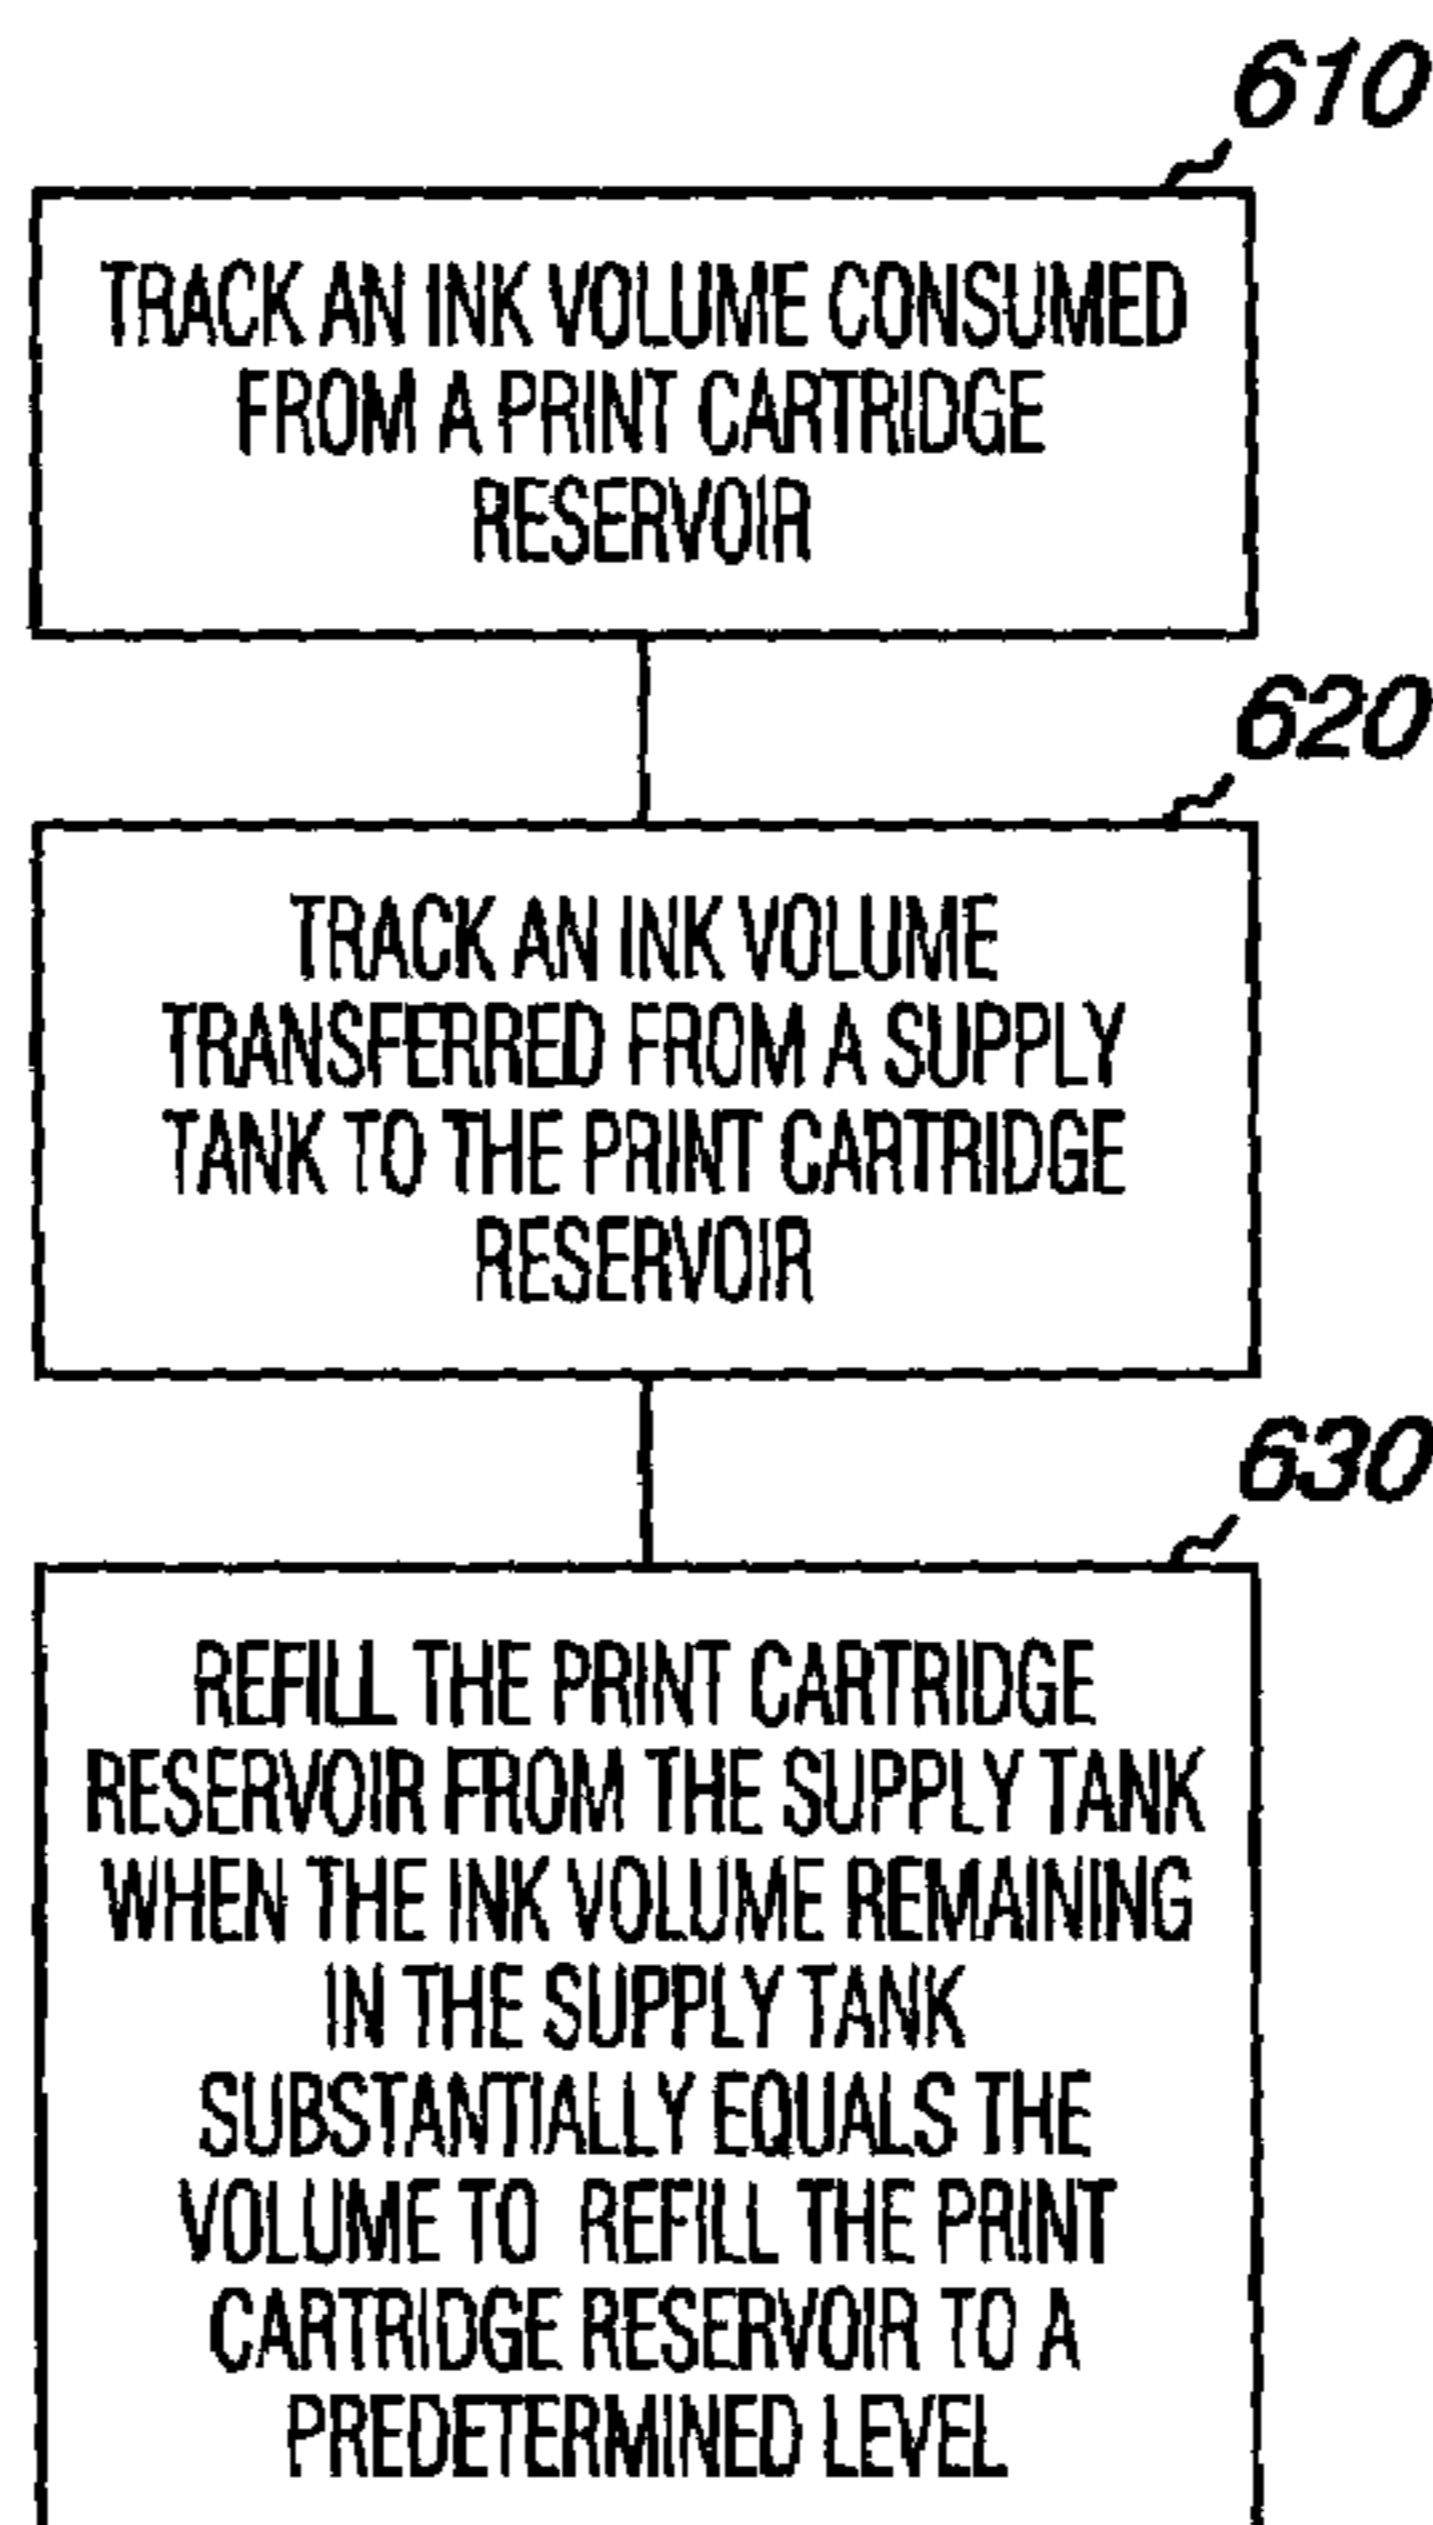 610
TRACK AN INK VOLUME CONSUMED
FROM A PRINT CARTRIDGE
RESERVOIR
620
TRACK AN INK VOLUME
TRANSFERRED FROM A SUPPLY
TANK TO THE PRINT CARTRIDGE
RESERVOIR
630
REFILL THE PRINT CARTRIDGE
RESERVOIR FROM THE SUPPLY TANK
WHEN THE INK VOLUME REMAINING
IN THE SUPPLY TANK
SUBSTANTIALLY EQUALS THE
VOLUME TO REFILL THE PRINT
CARTRIDGE RESERVOIR TO A
PREDETERMINED LEVEL